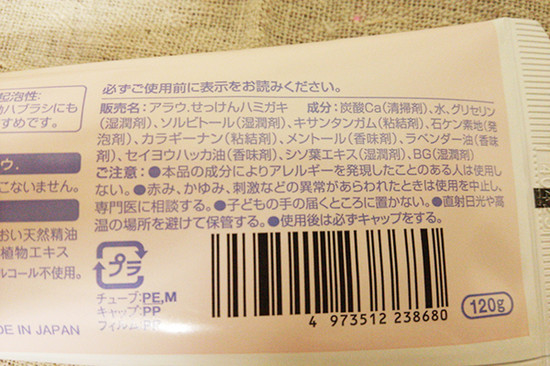 必ずご使用前に表示をお読みください。
起泡性:
ハブラシにも
すめです。
販売名:アラウ.せっけんハミガキ 成分:炭酸Ca(清掃剤)、水、グリセリン
(湿潤剤)、ソルビトール(湿潤剤)、キサンタンガム(粘結剤)、石ケン素地(発
泡剤)、カラギーナン(粘結剤)、メントール(香味剤)、ラベンダー油(香味
剤)、セイヨウハッカ油(香味剤)、シソ葉エキス(湿潤剤)、BG(湿潤剤)
ご注意:●本品の成分によりアレルギーを発現したことのある人は使用し
ない。●赤み、かゆみ、刺激などの異常があらわれたときは使用を中止し、
専門医に相談する。●子どもの手の届くところに置かない。●直射日光や高
温の場所を避けて保管する。●使用後は必ずキャップをする。
ウ.
こないません。
おい天然精油
植物エキス
ルコール不使用。
プラ
チューブ:PE,M
キャップ:PP
フィルム:PP
DE IN JAPAN
4 973512 238680
120g